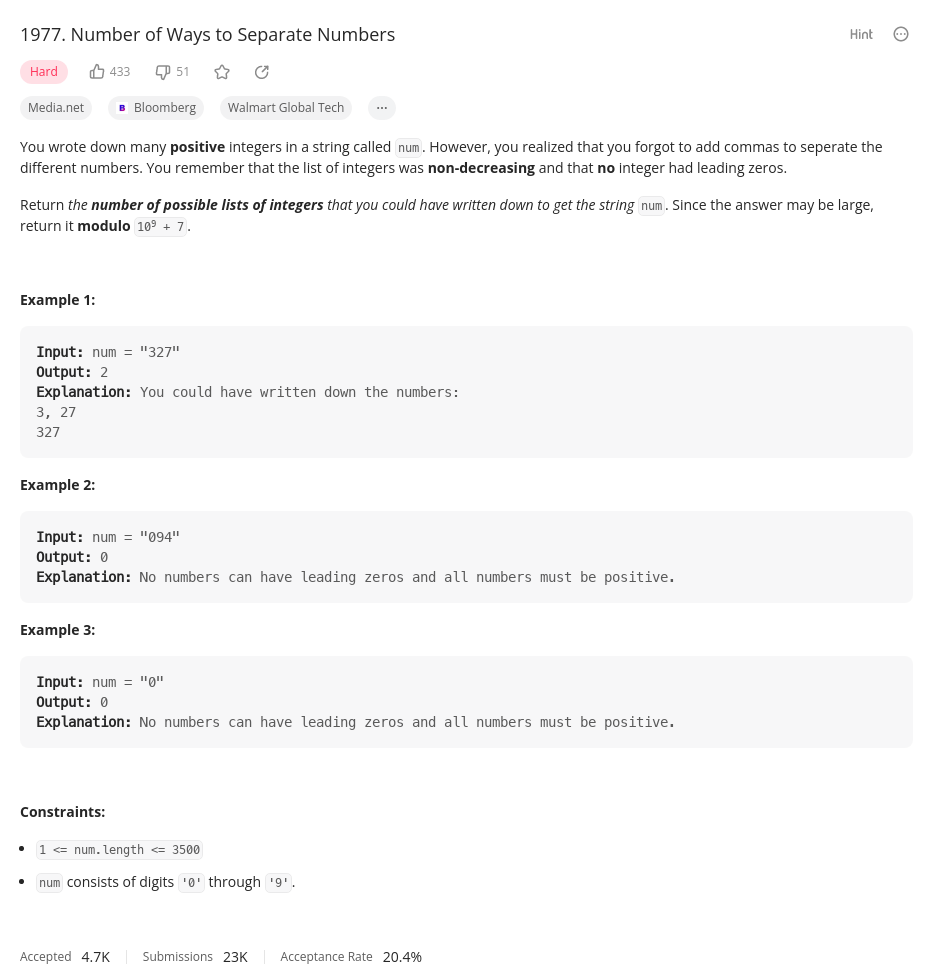 1977. Number of Ways to Separate Numbers
Hint
Hard 433 51
Media.net Bloomberg Walmart Global Tech ...
You wrote down many positive integers in a string called num. However, you realized that you forgot to add commas to seperate the
different numbers. You remember that the list of integers was non-decreasing and that no integer had leading zeros.
Return the number of possible lists of integers that you could have written down to get the string num. Since the answer may be large,
return it modulo 10⁹ + 7.
Example 1:
Input: num = "327"
Output: 2
Explanation: You could have written down the numbers:
3, 27
327
Example 2:
Input: num = "094"
Output: 0
Explanation: No numbers can have leading zeros and all numbers must be positive.
Example 3:
Input: num = "0"
Output: 0
Explanation: No numbers can have leading zeros and all numbers must be positive.
Constraints:
• 1 <= num.length <= 3500
• num consists of digits '0' through '9'.
Accepted 4.7K Submissions 23K Acceptance Rate 20.4%